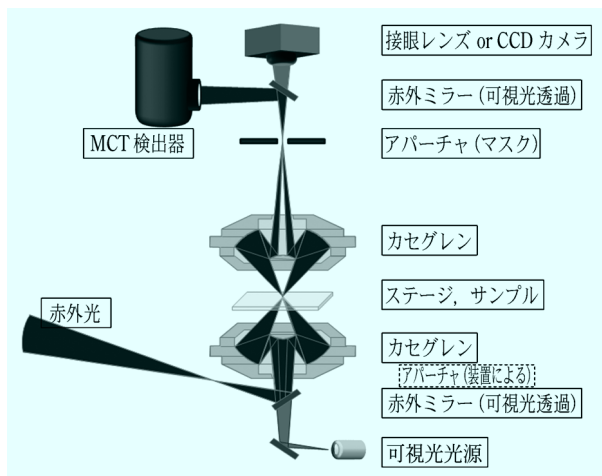 接眼レンズ or CCD カメラ
赤外ミラー (可視光透過)
MCT 検出器
アパーチャ(マスク)
カセグレン
ステージ，サンプル
赤外光
カセグレン
アパーチャ(装置による)
赤外ミラー (可視光透過)
可視光光源